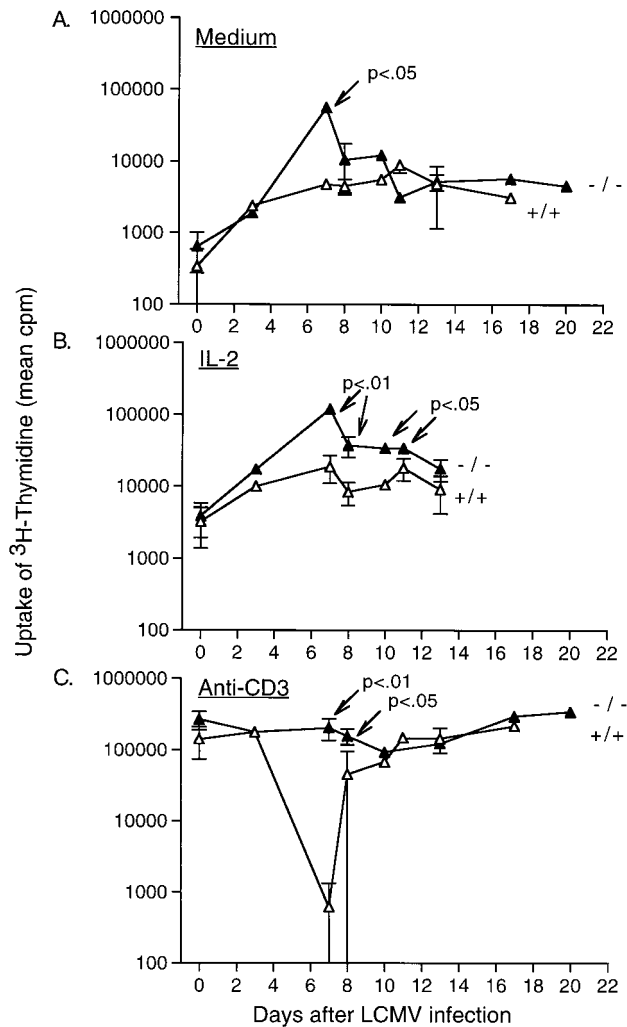 A.
Medium
1000000
100000
10000
1000
100
p<.05
- / -
+/+
0 2 4 6 8 10 12 14 16 18 20 22
B.
IL-2
1000000
100000
10000
1000
100
p<.01
p<.05
- / -
+/+
0 2 4 6 8 10 12 14 16 18 20 22
C.
Anti-CD3
1000000
100000
10000
1000
100
p<.01
p<.05
- / -
+/+
0 2 4 6 8 10 12 14 16 18 20 22
Uptake of ³H-Thymidine (mean cpm)
Days after LCMV infection